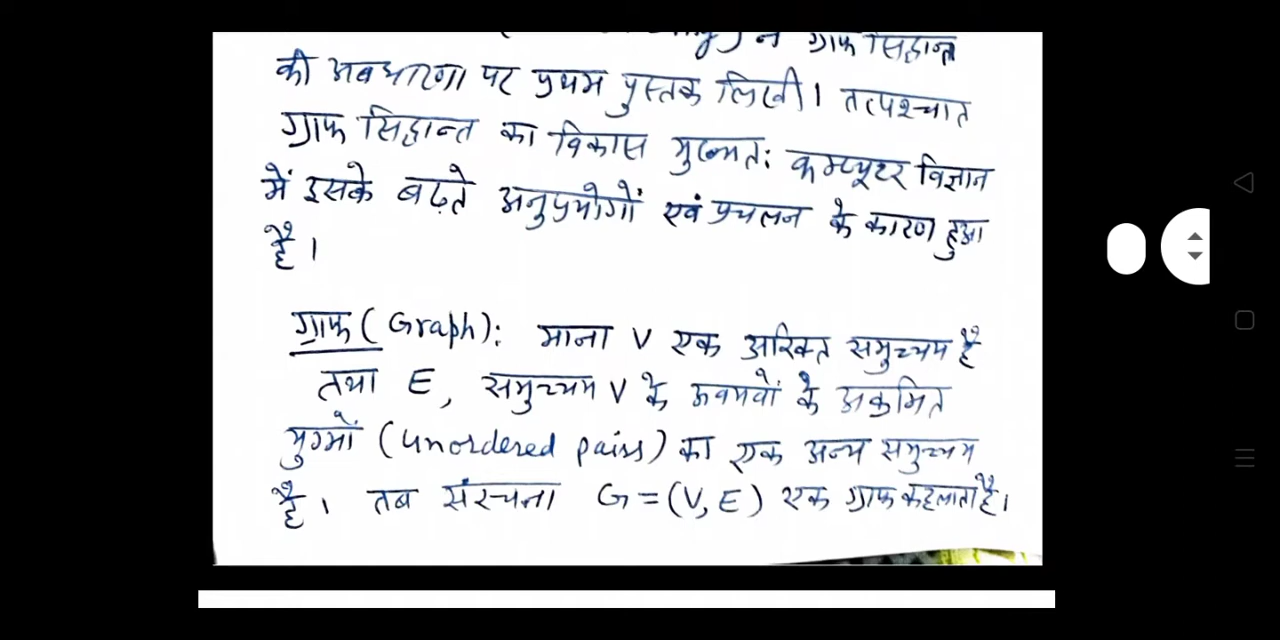 ने ग्राफ सिद्धान्त
की अवधारणा पर प्रथम पुस्तक लिखी। तत्पश्चात
ग्राफ सिद्धान्त का विकास मुख्यत: कम्प्यूटर विज्ञान
में इसके बढ़ते अनुप्रयोगों एवं प्रचलन के कारण हुआ
है।
ग्राफ (Graph): माना V एक अरिक्त समुच्चय है
तथा E, समुच्चय V के अवयवों के अक्रमित
युग्मों (unordered pairs) का एक अन्य समुच्चय
है। तब संरचना G = (V, E) एक ग्राफ कहलाता है।